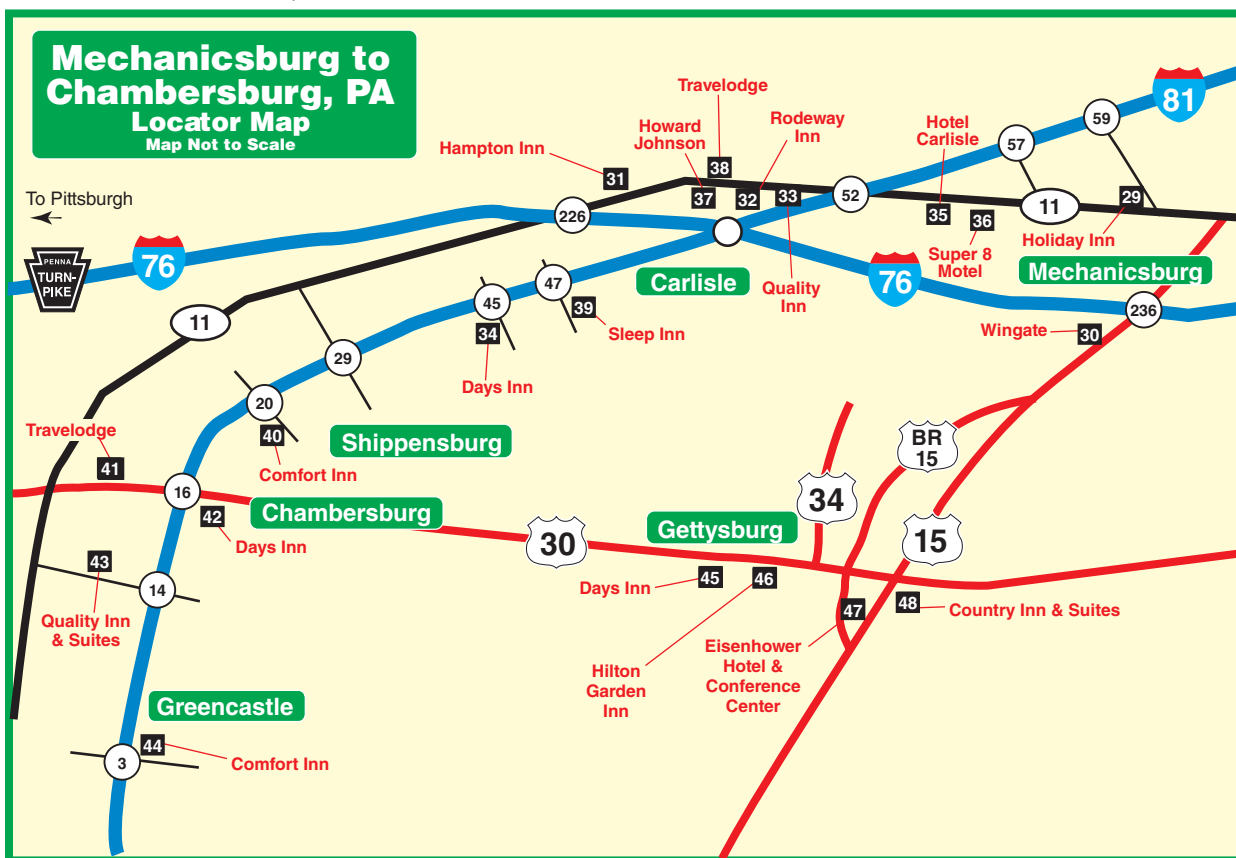 Mechanicsburg to
Chambersburg, PA
Locator Map
Map Not to Scale
To Pittsburgh
PENNA
TURN-
PIKE
76
Hampton Inn
31
Travelodge
38
Howard
Johnson
37
Rodeway
Inn
32
33
Quality
Inn
226
52
Hotel
Carlisle
35
36
Super 8
Motel
57
59
81
11
29
Holiday Inn
Mechanicsburg
Carlisle
76
236
Wingate
30
11
45
34
Days Inn
47
39
Sleep Inn
29
20
40
Comfort Inn
Shippensburg
Travelodge
41
16
42
Days Inn
Chambersburg
30
Gettysburg
34
BR
15
15
Days Inn
45
46
Hilton
Garden
Inn
47
Eisenhower
Hotel &
Conference
Center
48
Country Inn & Suites
43
Quality Inn
& Suites
14
Greencastle
44
Comfort Inn
3